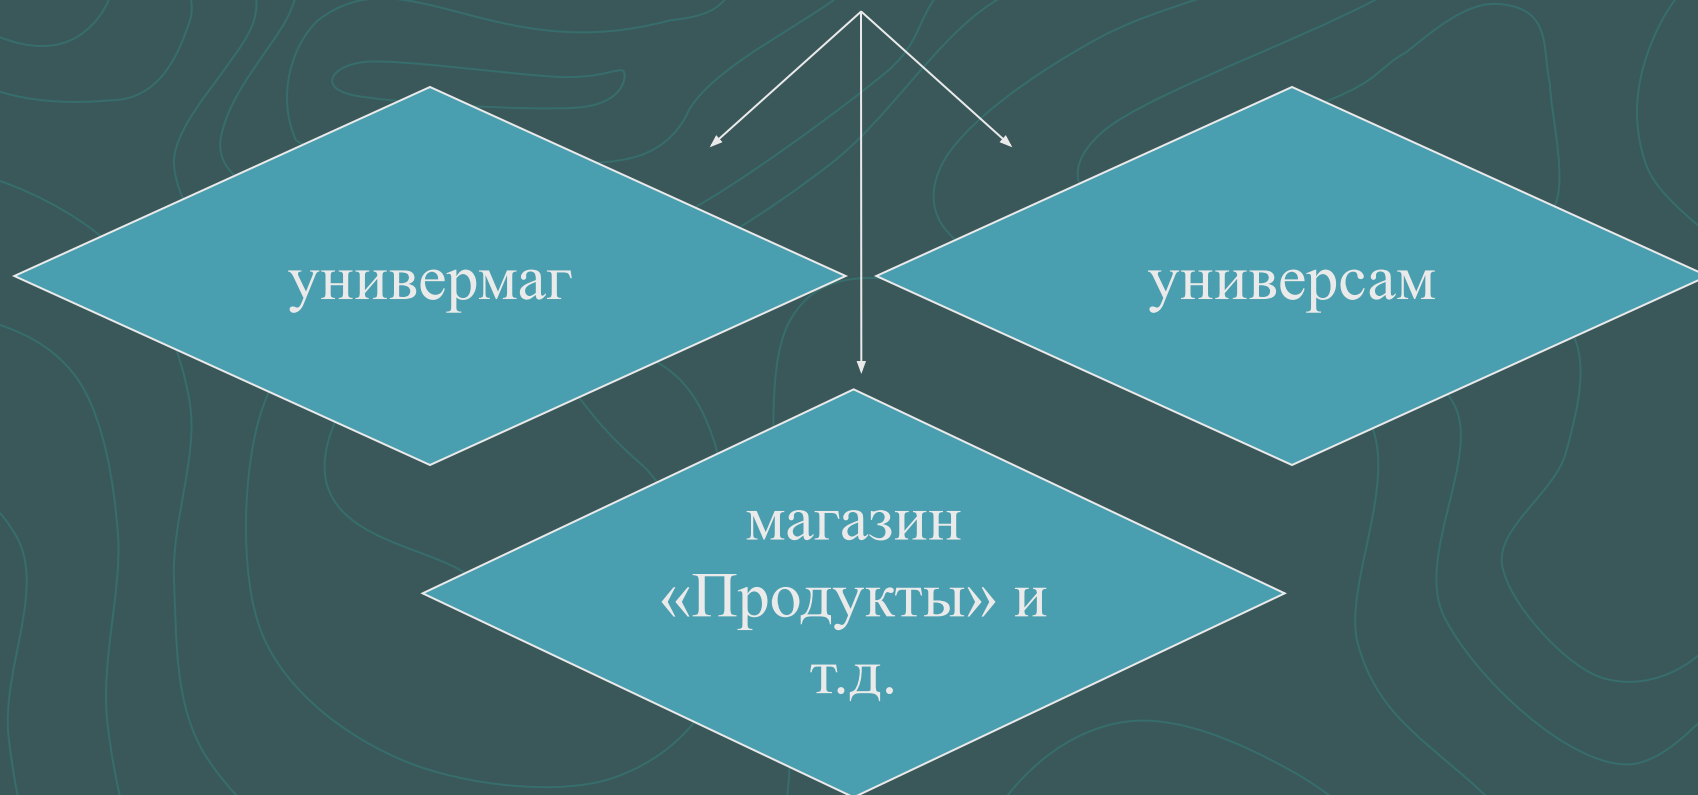 универмаг
универсам
магазин
«Продукты» и
т.д.